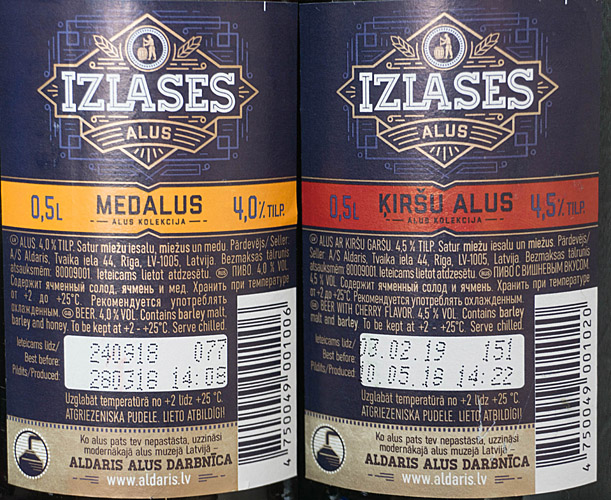 IZLASES
ALUS
0,5L MEDALUS 4,0% TILP.
ALUS KOLEKCIJA
LV ALUS 4,0 % TILP. Satur miežu iesalu, miežus un medu. Pārdevējs/ Seller:
A/S Aldaris, Tvaika iela 44, Rīga, LV-1005, Latvija. Bezmaksas tālrunis
atsauksmēm: 80009001. Ieteicams lietot atdzesētu. RUS ПИВО 4,0 % VOL.
Содержит ячменный солод, ячмень и мед. Хранить при температуре
от +2 до +25°C. Рекомендуется употреблять
охлажденным. GB BEER. 4,0 % VOL. Contains barley malt,
barley and honey. To be kept at +2 - +25°C. Serve chilled.
Ieteicams līdz/
Best before:
240918 077
Pildīts/Produced:
280318 14:08
Uzglabāt temperatūrā no +2 līdz +25 °C.
ATGRIEZENISKA PUDELE. LIETO ATBILDĪGI!
4 750049 001006
Ko alus pats tev nepastāsta, uzzināsi
modernākajā alus muzejā Latvijā –
ALDARIS ALUS DARBNĪCA
www.aldaris.lv
IZLASES
ALUS
0,5L ĶIRŠU ALUS 4,5% TILP.
ALUS KOLEKCIJA
LV ALUS AR ĶIRŠU GARŠU. 4,5 % TILP. Satur miežu iesalu un miežus. Pārdevējs/ Seller:
A/S Aldaris, Tvaika iela 44, Rīga, LV-1005, Latvija. Bezmaksas tālrunis
atsauksmēm: 80009001. Ieteicams lietot atdzesētu. RUS ПИВО С ВИШНЕВЫМ ВКУСОМ.
4,5 % VOL. Содержит ячменный солод и ячмень. Хранить при температуре
от +2 до +25°C. Рекомендуется употреблять охлажденным.
GB BEER WITH CHERRY FLAVOR. 4,5 % VOL. Contains barley
malt and barley. To be kept at +2 - +25°C. Serve chilled.
Ieteicams līdz/
Best before:
13.02.19 151
Pildīts/Produced:
10.05.18 14:22
Uzglabāt temperatūrā no +2 līdz +25 °C.
ATGRIEZENISKA PUDELE. LIETO ATBILDĪGI!
4 750049 001020
Ko alus pats tev nepastāsta, uzzināsi
modernākajā alus muzejā Latvijā –
ALDARIS ALUS DARBNĪCA
www.aldaris.lv